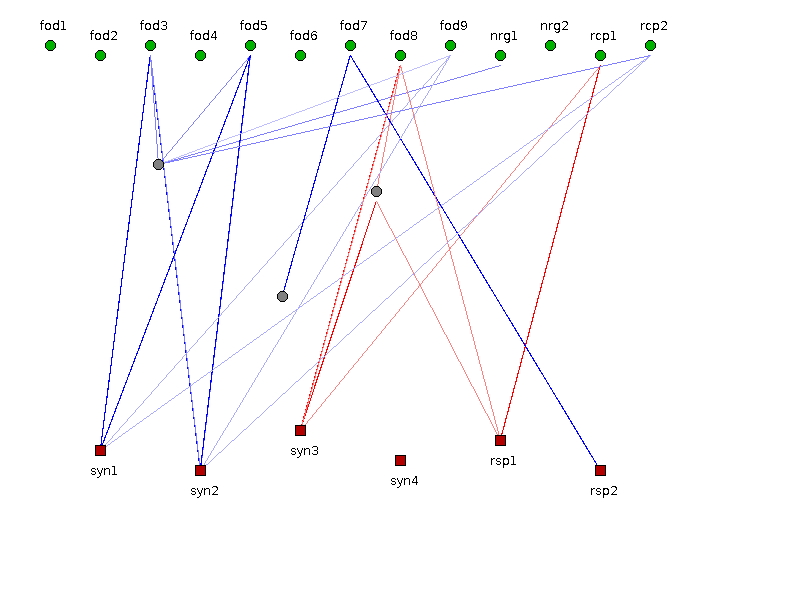 fod1 fod2 fod3 fod4 fod5 fod6 fod7 fod8 fod9 nrg1 nrg2 rcp1 rcp2
syn1 syn2 syn3 syn4 rsp1 rsp2